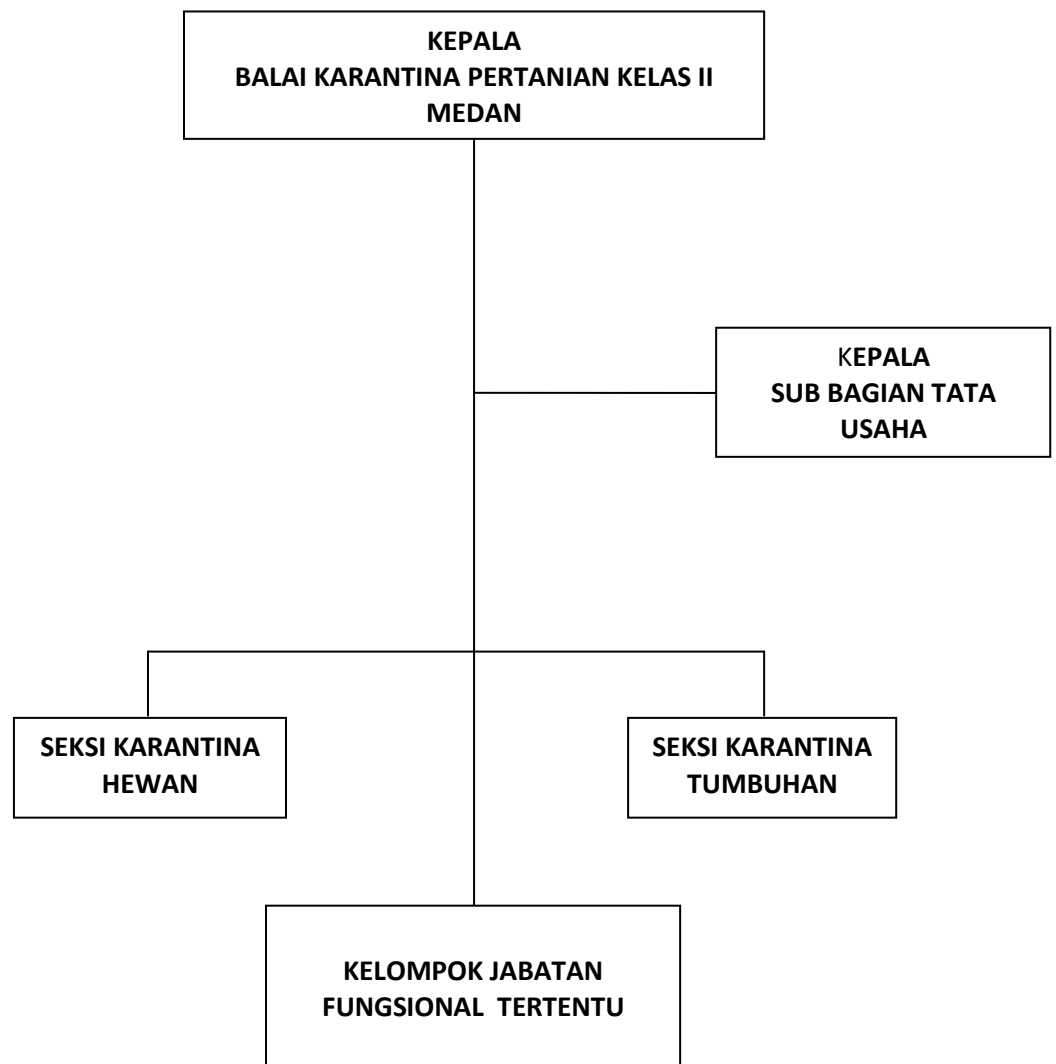 KEPALA
BALAI KARANTINA PERTANIAN KELAS II
MEDAN
KEPALA
SUB BAGIAN TATA
USAHA
SEKSI KARANTINA
HEWAN
SEKSI KARANTINA
TUMBUHAN
KELOMPOK JABATAN
FUNGSIONAL TERTENTU